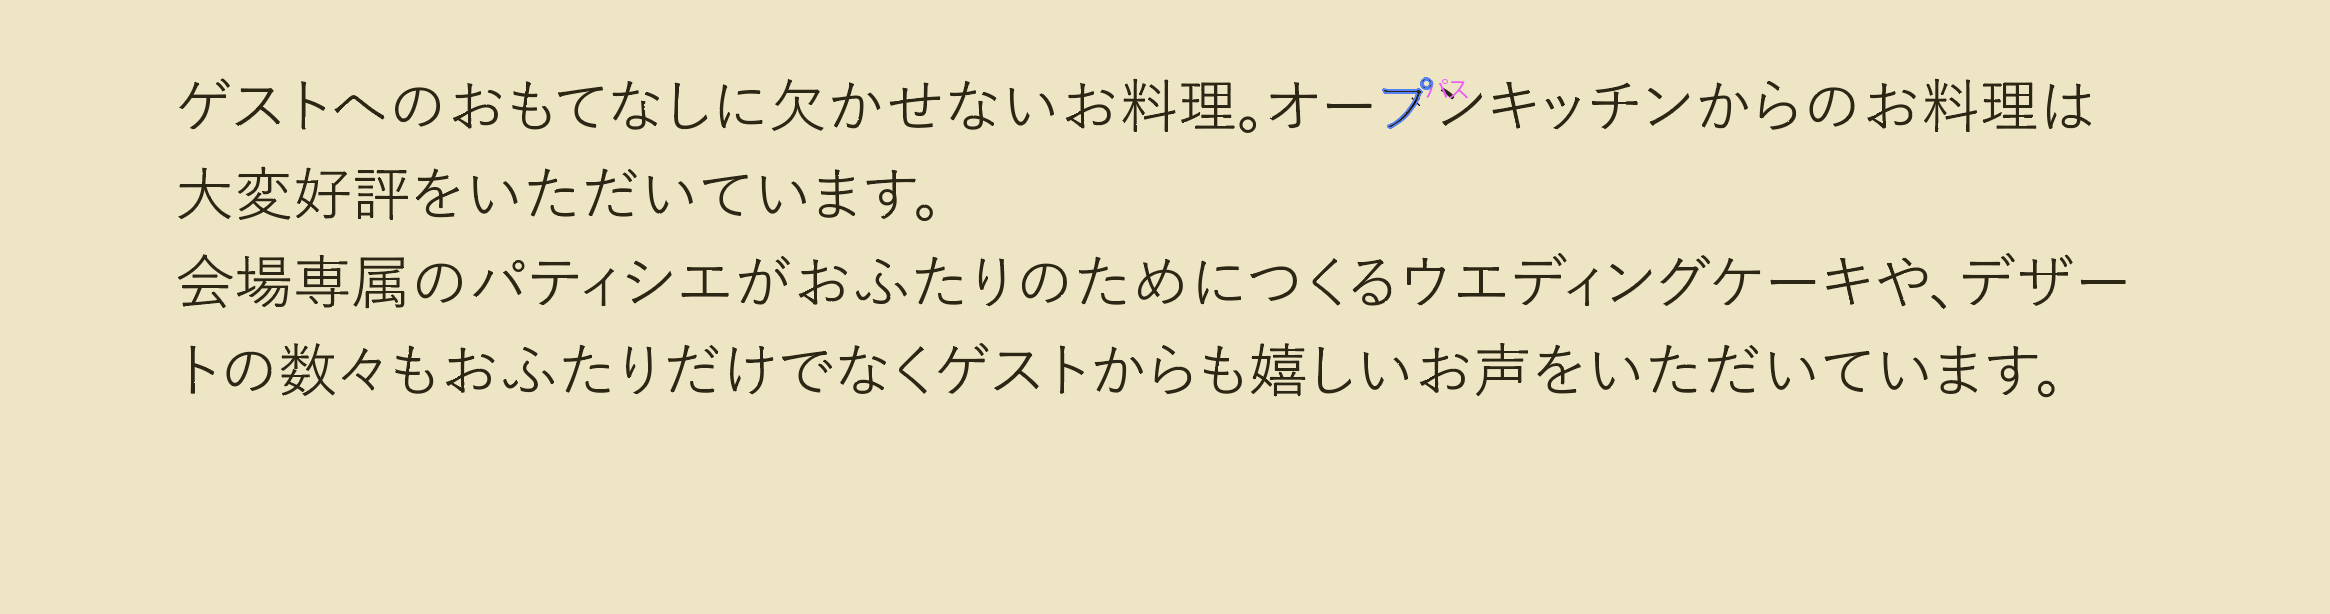 ゲストへのおもてなしに欠かせないお料理。オープンキッチンからのお料理は
大変好評をいただいています。
会場専属のパティシエがおふたりのためにつくるウエディングケーキや、デザー
トの数々もおふたりだけでなくゲストからも嬉しいお声をいただいています。
パス